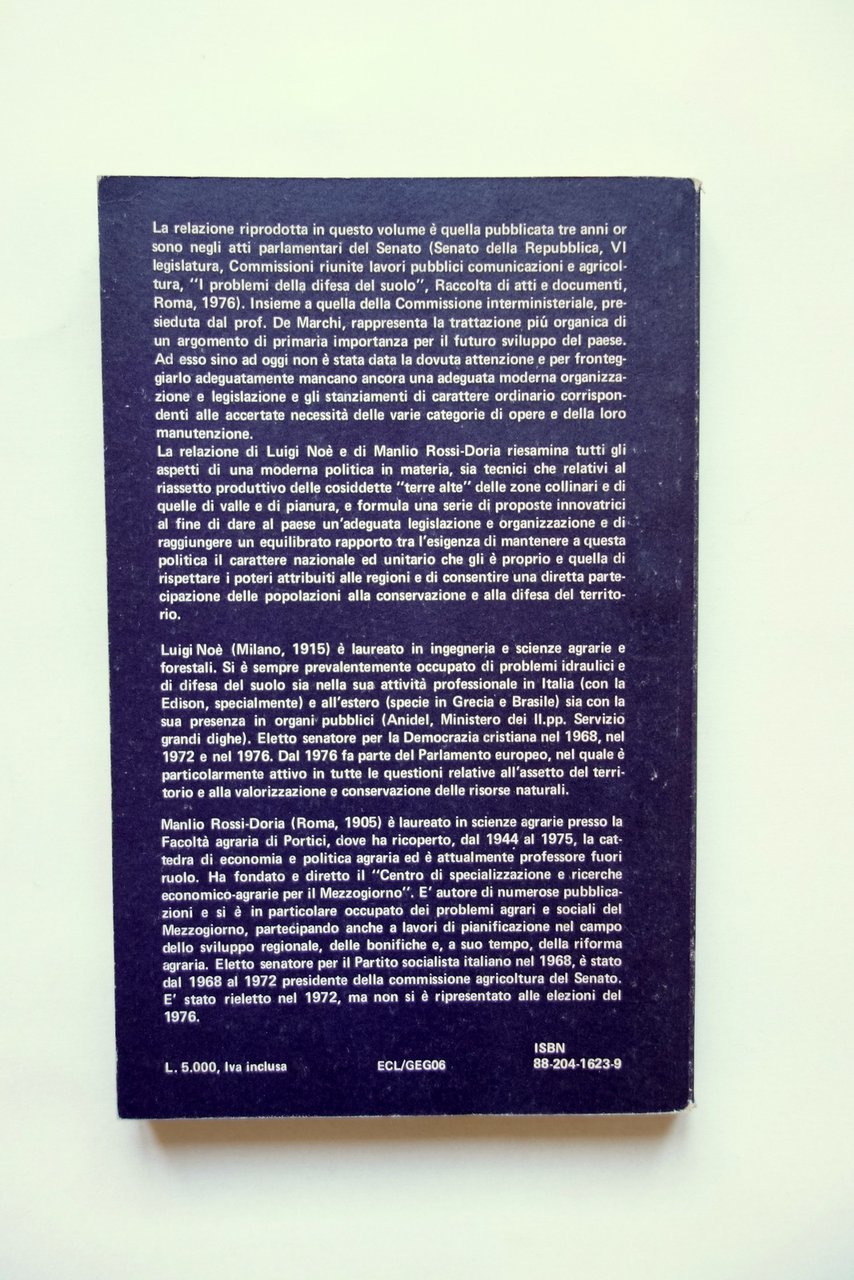 La relazione riprodotta in questo volume è quella pubblicata tre anni or
sono negli atti parlamentari del Senato (Senato della Repubblica, VI
legislatura, Commissioni riunite lavori pubblici comunicazioni e agricol-
tura, "I problemi della difesa del suolo", Raccolta di atti e documenti,
Roma, 1976). Insieme a quella della Commissione interministeriale, pre-
sieduta dal prof. De Marchi, rappresenta la trattazione piú organica di
un argomento di primaria importanza per il futuro sviluppo del paese.
Ad esso sino ad oggi non è stata data la dovuta attenzione e per fronteg-
giarlo adeguatamente mancano ancora una adeguata moderna organizza-
zione e legislazione e gli stanziamenti di carattere ordinario corrispon-
denti alle accertate necessità delle varie categorie di opere e della loro
manutenzione.
La relazione di Luigi Noè e di Manlio Rossi-Doria riesamina tutti gli
aspetti di una moderna politica in materia, sia tecnici che relativi al
riassetto produttivo delle cosiddette "terre alte" delle zone collinari e di
quelle di valle e di pianura, e formula una serie di proposte innovatrici
al fine di dare al paese un'adeguata legislazione e organizzazione e di
raggiungere un equilibrato rapporto tra l'esigenza di mantenere a questa
politica il carattere nazionale ed unitario che gli è proprio e quella di
rispettare i poteri attribuiti alle regioni e di consentire una diretta parte-
cipazione delle popolazioni alla conservazione e alla difesa del territo-
rio.
Luigi Noè (Milano, 1915) è laureato in ingegneria e scienze agrarie e
forestali. Si è sempre prevalentemente occupato di problemi idraulici e
di difesa del suolo sia nella sua attività professionale in Italia (con la
Edison, specialmente) e all'estero (specie in Grecia e Brasile) sia con la
sua presenza in organi pubblici (Anidel, Ministero dei ll.pp. Servizio
grandi dighe). Eletto senatore per la Democrazia cristiana nel 1968, nel
1972 e nel 1976. Dal 1976 fa parte del Parlamento europeo, nel quale è
particolarmente attivo in tutte le questioni relative all'assetto del terri-
torio e alla valorizzazione e conservazione delle risorse naturali.
Manlio Rossi-Doria (Roma, 1905) è laureato in scienze agrarie presso la
Facoltà agraria di Portici, dove ha ricoperto, dal 1944 al 1975, la cat-
tedra di economia e politica agraria ed è attualmente professore fuori
ruolo. Ha fondato e diretto il "Centro di specializzazione e ricerche
economico-agrarie per il Mezzogiorno". E' autore di numerose pubblica-
zioni e si è in particolare occupato dei problemi agrari e sociali del
Mezzogiorno, partecipando anche a lavori di pianificazione nel campo
dello sviluppo regionale, delle bonifiche e, a suo tempo, della riforma
agraria. Eletto senatore per il Partito socialista italiano nel 1968, è stato
dal 1968 al 1972 presidente della commissione agricoltura del Senato.
E' stato rieletto nel 1972, ma non si è ripresentato alle elezioni del
1976.
ISBN
L. 5.000, Iva inclusa ECL/GEG06 88-204-1623-9